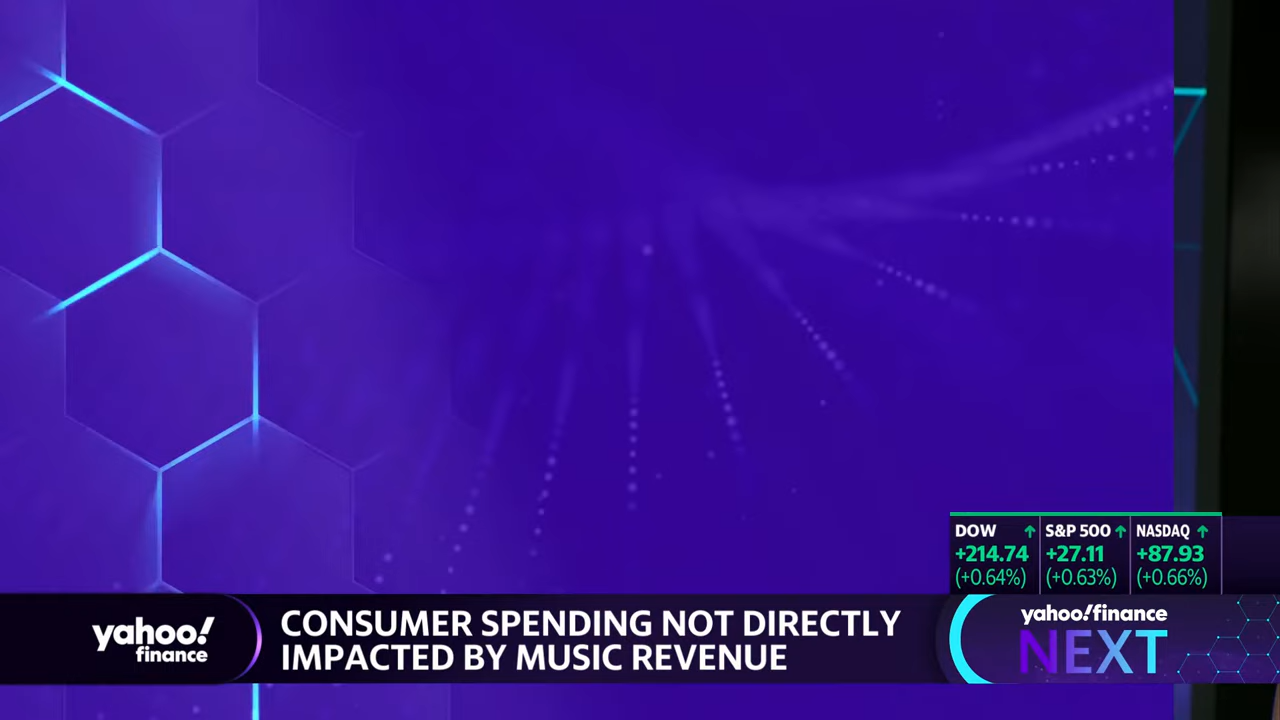 DOW
+214.74
(+0.64%)
S&P 500
+27.11
(+0.63%)
NASDAQ
+87.93
(+0.66%)
yahoo!
finance
CONSUMER SPENDING NOT DIRECTLY
IMPACTED BY MUSIC REVENUE
yahoo!finance
NEXT